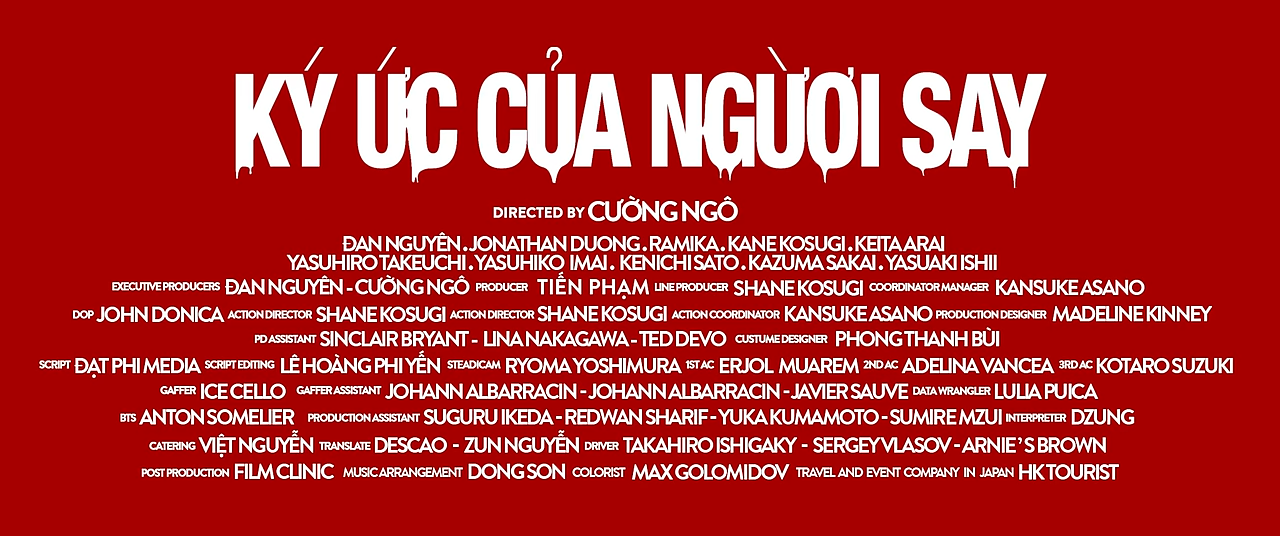 KÝ ỨC CỦA NGƯỜI SAY
DIRECTED BY CƯỜNG NGÔ
ĐAN NGUYÊN . JONATHAN DUONG . RAMIKA . KANE KOSUGI . KEITA ARAI
YASUHIRO TAKEUCHI . YASUHIKO IMAI . KENICHI SATO . KAZUMA SAKAI . YASUAKI ISHII
EXECUTIVE PRODUCERS ĐAN NGUYÊN - CƯỜNG NGÔ PRODUCER TIẾN PHẠM LINE PRODUCER SHANE KOSUGI COORDINATOR MANAGER KANSUKE ASANO
DOP JOHN DONICA ACTION DIRECTOR SHANE KOSUGI ACTION DIRECTOR SHANE KOSUGI ACTION COORDINATOR KANSUKE ASANO PRODUCTION DESIGNER MADELINE KINNEY
PD ASSISTANT SINCLAIR BRYANT - LINA NAKAGAWA - TED DEVO CUSTUME DESIGNER PHONG THANH BÙI
SCRIPT ĐẠT PHI MEDIA SCRIPT EDITING LÊ HOÀNG PHI YẾN STEADICAM RYOMA YOSHIMURA 1ST AC ERJOL MUAREM 2ND AC ADELINA VANCEA 3RD AC KOTARO SUZUKI
GAFFER ICE CELLO GAFFER ASSISTANT JOHANN ALBARRACIN - JOHANN ALBARRACIN - JAVIER SAUVE DATA WRANGLER LULIA PUICA
BTS ANTON SOMELIER PRODUCTION ASSISTANT SUGURU IKEDA - REDWAN SHARIF - YUKA KUMAMOTO - SUMIRE MZUI INTERPRETER DZUNG
CATERING VIỆT NGUYỄN TRANSLATE DESCAO - ZUN NGUYỄN DRIVER TAKAHIRO ISHIGAKY - SERGEY VLASOV - ARNIE'S BROWN
POST PRODUCTION FILM CLINIC MUSIC ARRANGEMENT DONG SON COLORIST MAX GOLOMIDOV TRAVEL AND EVENT COMPANY IN JAPAN HK TOURIST